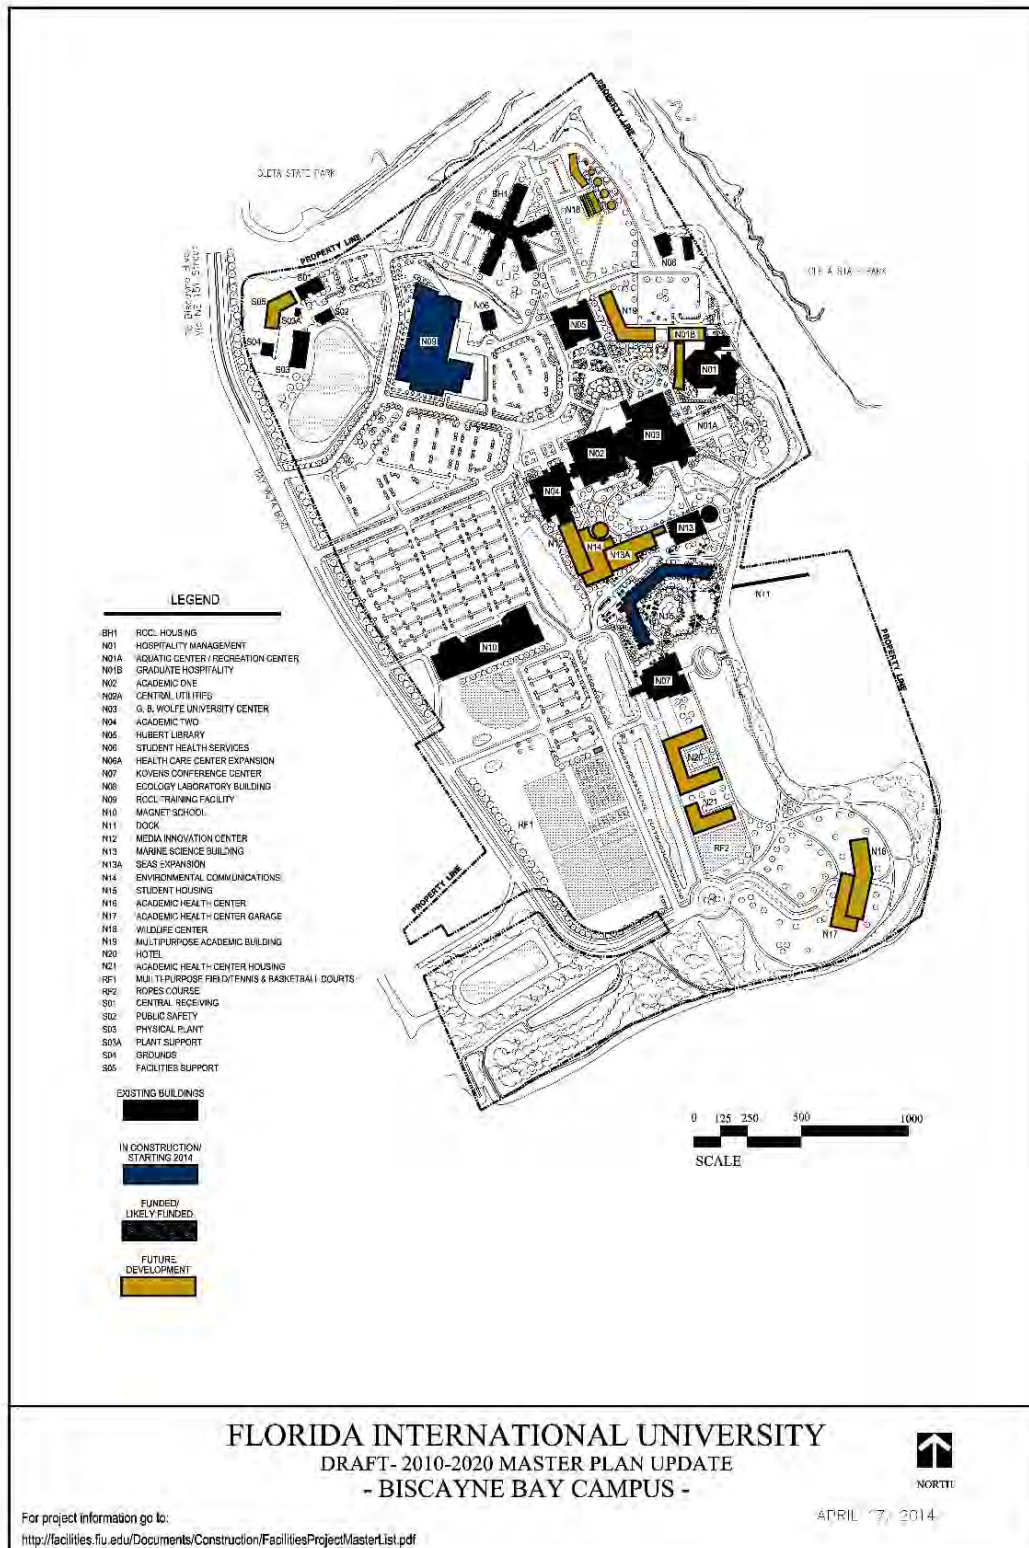 PROPERTY LINE
OLETA STATE PARK
BH1
N18
N08
PROPERTY LINE
S01
S05
S02
S03A
S04
S03
N09
N06
N05
N19
N01B
N01
N01A
N03
N02
N04
N13
N14
N13A
N11
N10
N07
PROPERTY LINE
N20
N21
RF1
RF2
N16
N17
PROPERTY LINE
LEGEND
BH1 RCCL HOUSING
N01 HOSPITALITY MANAGEMENT
N01A AQUATIC CENTER / RECREATION CENTER
N01B GRADUATE HOSPITALITY
N02 ACADEMIC ONE
N02A CENTRAL UTILITIES
N03 G. B. WOLFE UNIVERSITY CENTER
N04 ACADEMIC TWO
N05 HUBERT LIBRARY
N06 STUDENT HEALTH SERVICES
N06A HEALTH CARE CENTER EXPANSION
N07 KOVENS CONFERENCE CENTER
N08 ECOLOGY LABORATORY BUILDING
N09 RCCL TRAINING FACILITY
N10 MAGNET SCHOOL
N11 DOCK
N12 MEDIA INNOVATION CENTER
N13 MARINE SCIENCE BUILDING
N13A SEAS EXPANSION
N14 ENVIRONMENTAL COMMUNICATIONS
N15 STUDENT HOUSING
N16 ACADEMIC HEALTH CENTER
N17 ACADEMIC HEALTH CENTER GARAGE
N18 WILDLIFE CENTER
N19 MULTIPURPOSE ACADEMIC BUILDING
N20 HOTEL
N21 ACADEMIC HEALTH CENTER HOUSING
RF1 MULTI-PURPOSE FIELD/TENNIS & BASKETBALL COURTS
RF2 ROPES COURSE
S01 CENTRAL RECEIVING
S02 PUBLIC SAFETY
S03 PHYSICAL PLANT
S03A PLANT SUPPORT
S04 GROUNDS
S05 FACILITIES SUPPORT
EXISTING BUILDINGS
IN CONSTRUCTION/
STARTING 2014
FUNDED/
LIKELY FUNDED
FUTURE
DEVELOPMENT
0 125 250 500 1000
SCALE
FLORIDA INTERNATIONAL UNIVERSITY
DRAFT- 2010-2020 MASTER PLAN UPDATE
- BISCAYNE BAY CAMPUS -
NORTH
APRIL 17, 2014
For project information go to:
http://facilities.fiu.edu/Documents/Construction/FacilitiesProjectMasterList.pdf